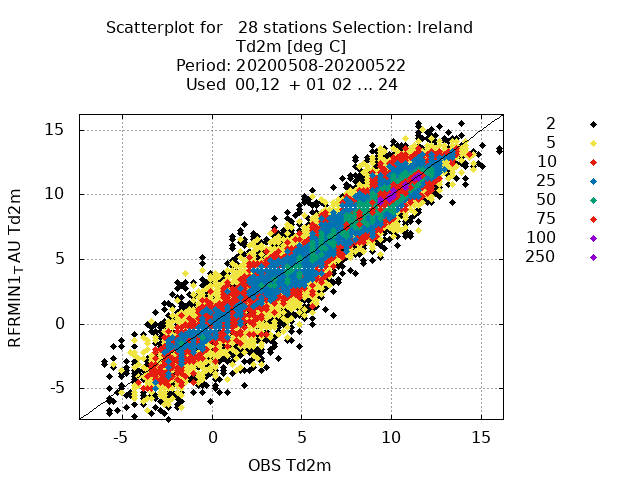 Scatterplot for 28 stations Selection: Ireland
Td2m [deg C]
Period: 20200508-20200522
Used 00,12 + 01 02 ... 24
2
5
10
25
50
75
100
250
15
10
5
0
-5
RFRMIN1T AU Td2m
-5 0 5 10 15
OBS Td2m